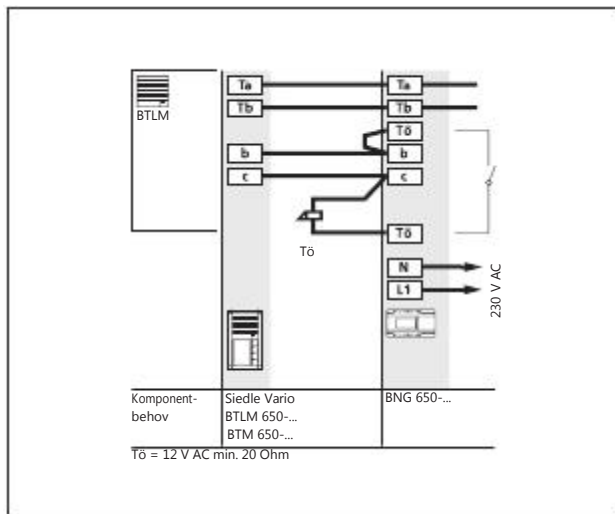 BTLM
Ta
Ta
Tb
Tb
Tö
b
b
c
c
Tö
Tö
N
L1
230 V AC
Komponent-
behov
Siedle Vario
BTLM 650-...
BTM 650-...
BNG 650-...
Tö = 12 V AC min. 20 Ohm